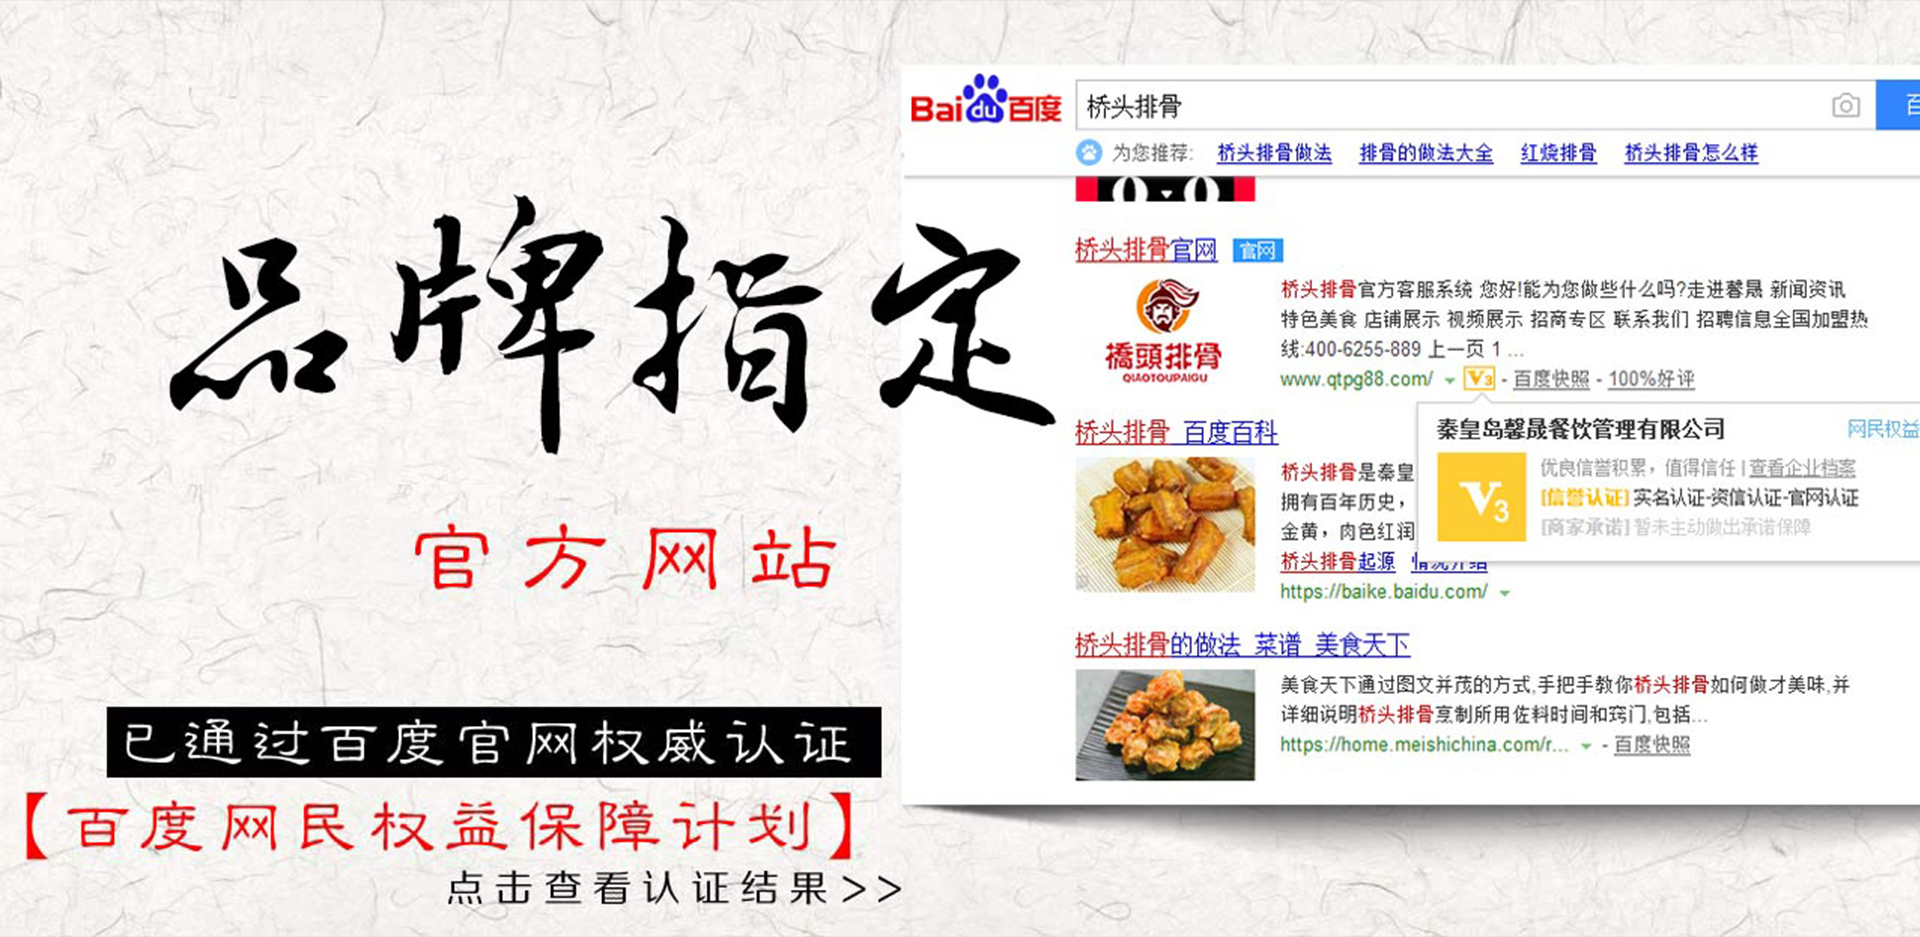 品牌指定
官方网站
已通过百度官网权威认证
【百度网民权益保障计划】
点击查看认证结果>>
Bai du 百度
桥头排骨
百
为您推荐: 桥头排骨做法 排骨的做法大全 红烧排骨 桥头排骨怎么样
桥头排骨官网 官网
橋頭排骨
QIAOTOUPAIGU
桥头排骨官方客服系统 您好!能为您做些什么吗?走进馨晟 新闻资讯
特色美食 店铺展示 视频展示 招商专区 联系我们 招聘信息全国加盟热
线:400-6255-889 上一页 1 ...
www.qtpg88.com/ V3 - 百度快照 - 100%好评
秦皇岛馨晟餐饮管理有限公司 网民权益
V3
优良信誉积累，值得信任 | 查看企业档案
[信誉认证] 实名认证-资信认证-官网认证
[商家承诺] 暂未主动做出承诺保障
桥头排骨_百度百科
桥头排骨是秦皇
拥有百年历史，
金黄，肉色红润
桥头排骨起源 情况介绍
https://baike.baidu.com/
桥头排骨的做法_菜谱_美食天下
美食天下通过图文并茂的方式,手把手教你桥头排骨如何做才美味,并
详细说明桥头排骨烹制所用佐料时间和窍门,包括...
https://home.meishichina.com/r... - 百度快照